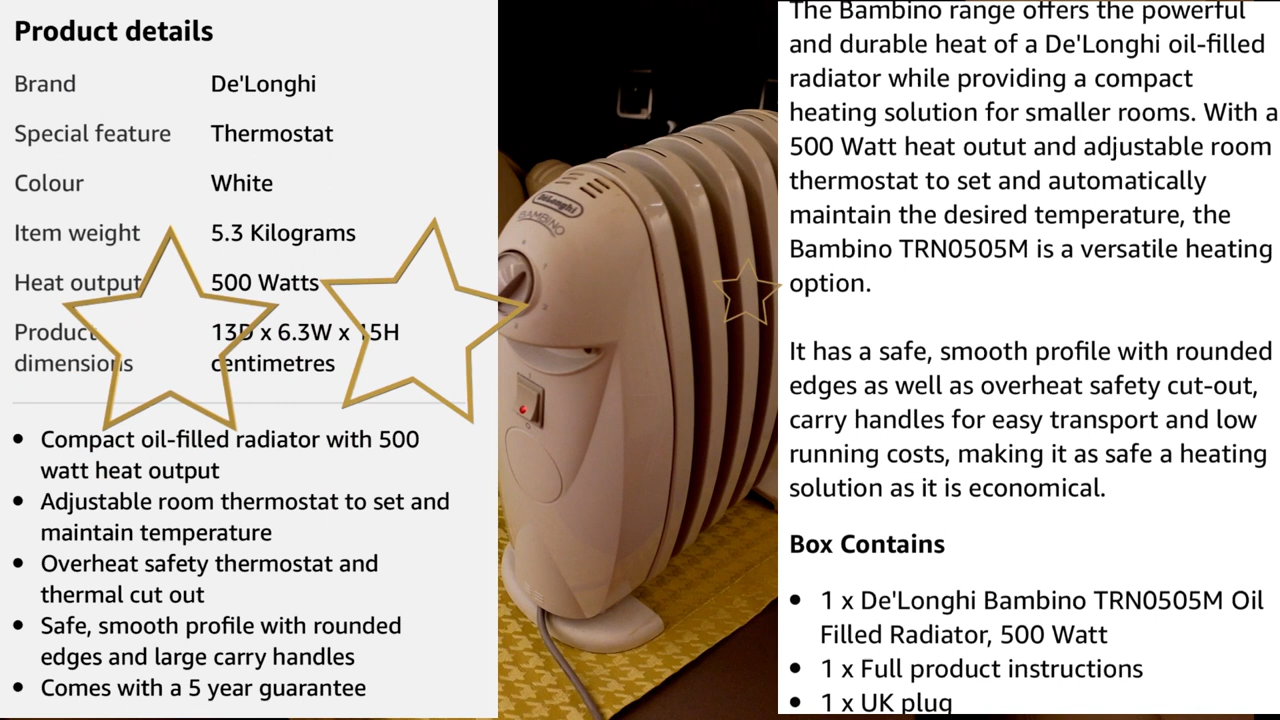 Product details
Brand De'Longhi
Special feature Thermostat
Colour White
Item weight 5.3 Kilograms
Heat output 500 Watts
Product 13D x 6.3W x 15H
dimensions centimetres
• Compact oil-filled radiator with 500
watt heat output
• Adjustable room thermostat to set and
maintain temperature
• Overheat safety thermostat and
thermal cut out
• Safe, smooth profile with rounded
edges and large carry handles
• Comes with a 5 year guarantee
DeLonghi
BAMBINO
The Bambino range offers the powerful
and durable heat of a De'Longhi oil-filled
radiator while providing a compact
heating solution for smaller rooms. With a
500 Watt heat outut and adjustable room
thermostat to set and automatically
maintain the desired temperature, the
Bambino TRN0505M is a versatile heating
option.
It has a safe, smooth profile with rounded
edges as well as overheat safety cut-out,
carry handles for easy transport and low
running costs, making it as safe a heating
solution as it is economical.
Box Contains
• 1 x De'Longhi Bambino TRN0505M Oil
Filled Radiator, 500 Watt
• 1 x Full product instructions
• 1 x UK plug